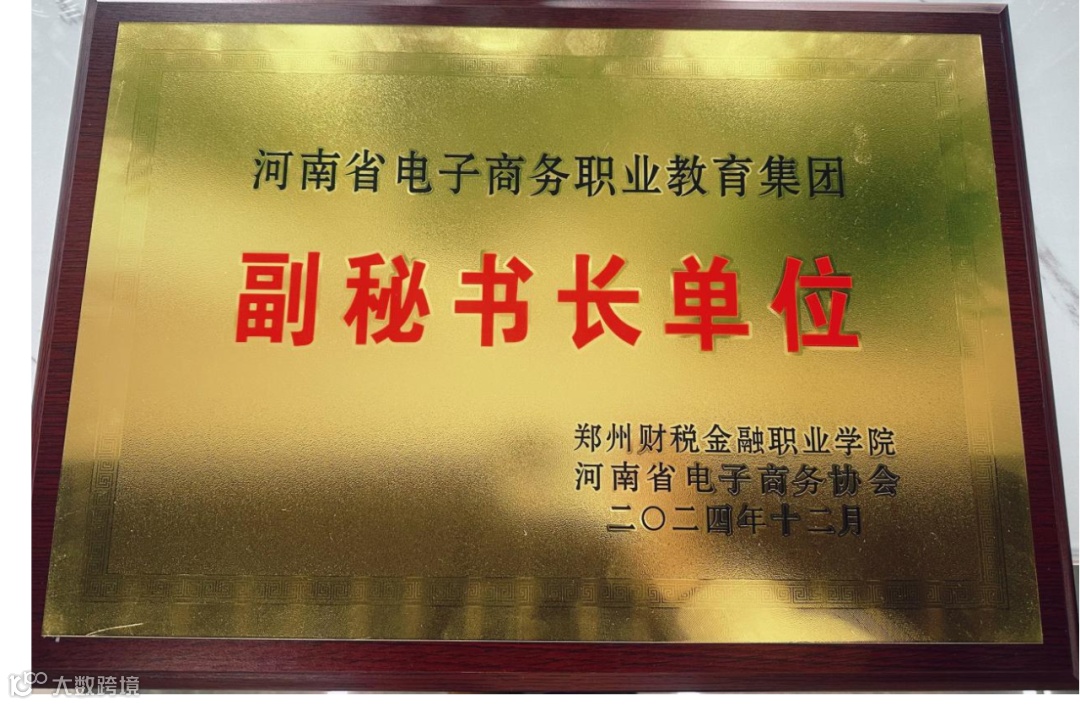 河南省电子商务职业教育集团
副秘书长单位
郑州财税金融职业学院
河南省电子商务协会
二〇二四年十二月
大数跨境